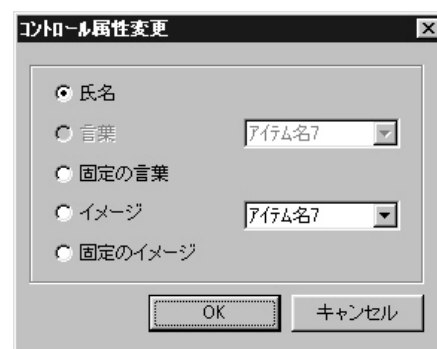 コントロール属性変更
氏名
言葉 アイテム名7
固定の言葉
イメージ アイテム名7
固定のイメージ
OK キャンセル